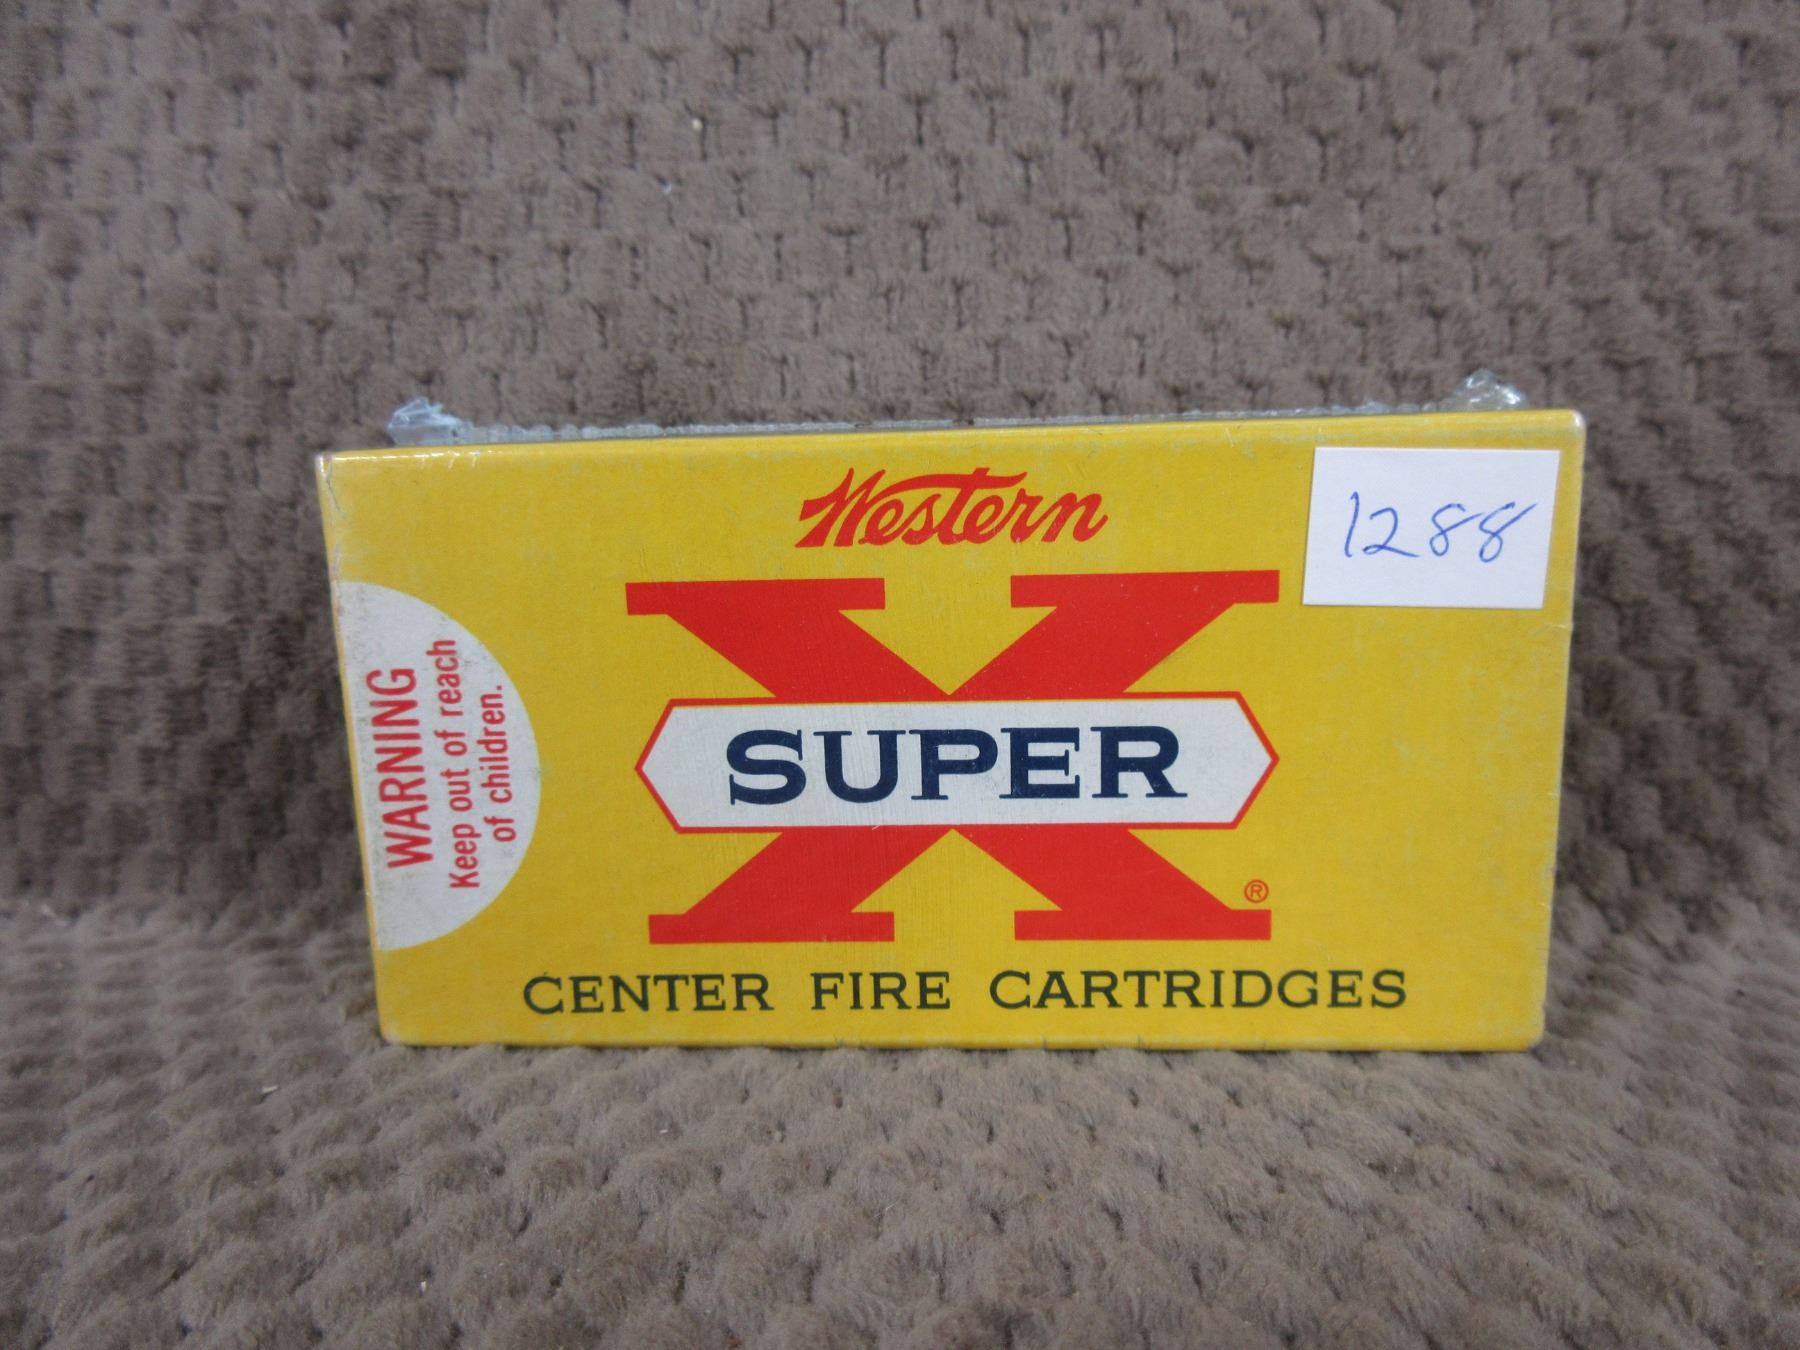 Western
1288
X
SUPER
®
CENTER FIRE CARTRIDGES
WARNING
Keep out of reach
of children.